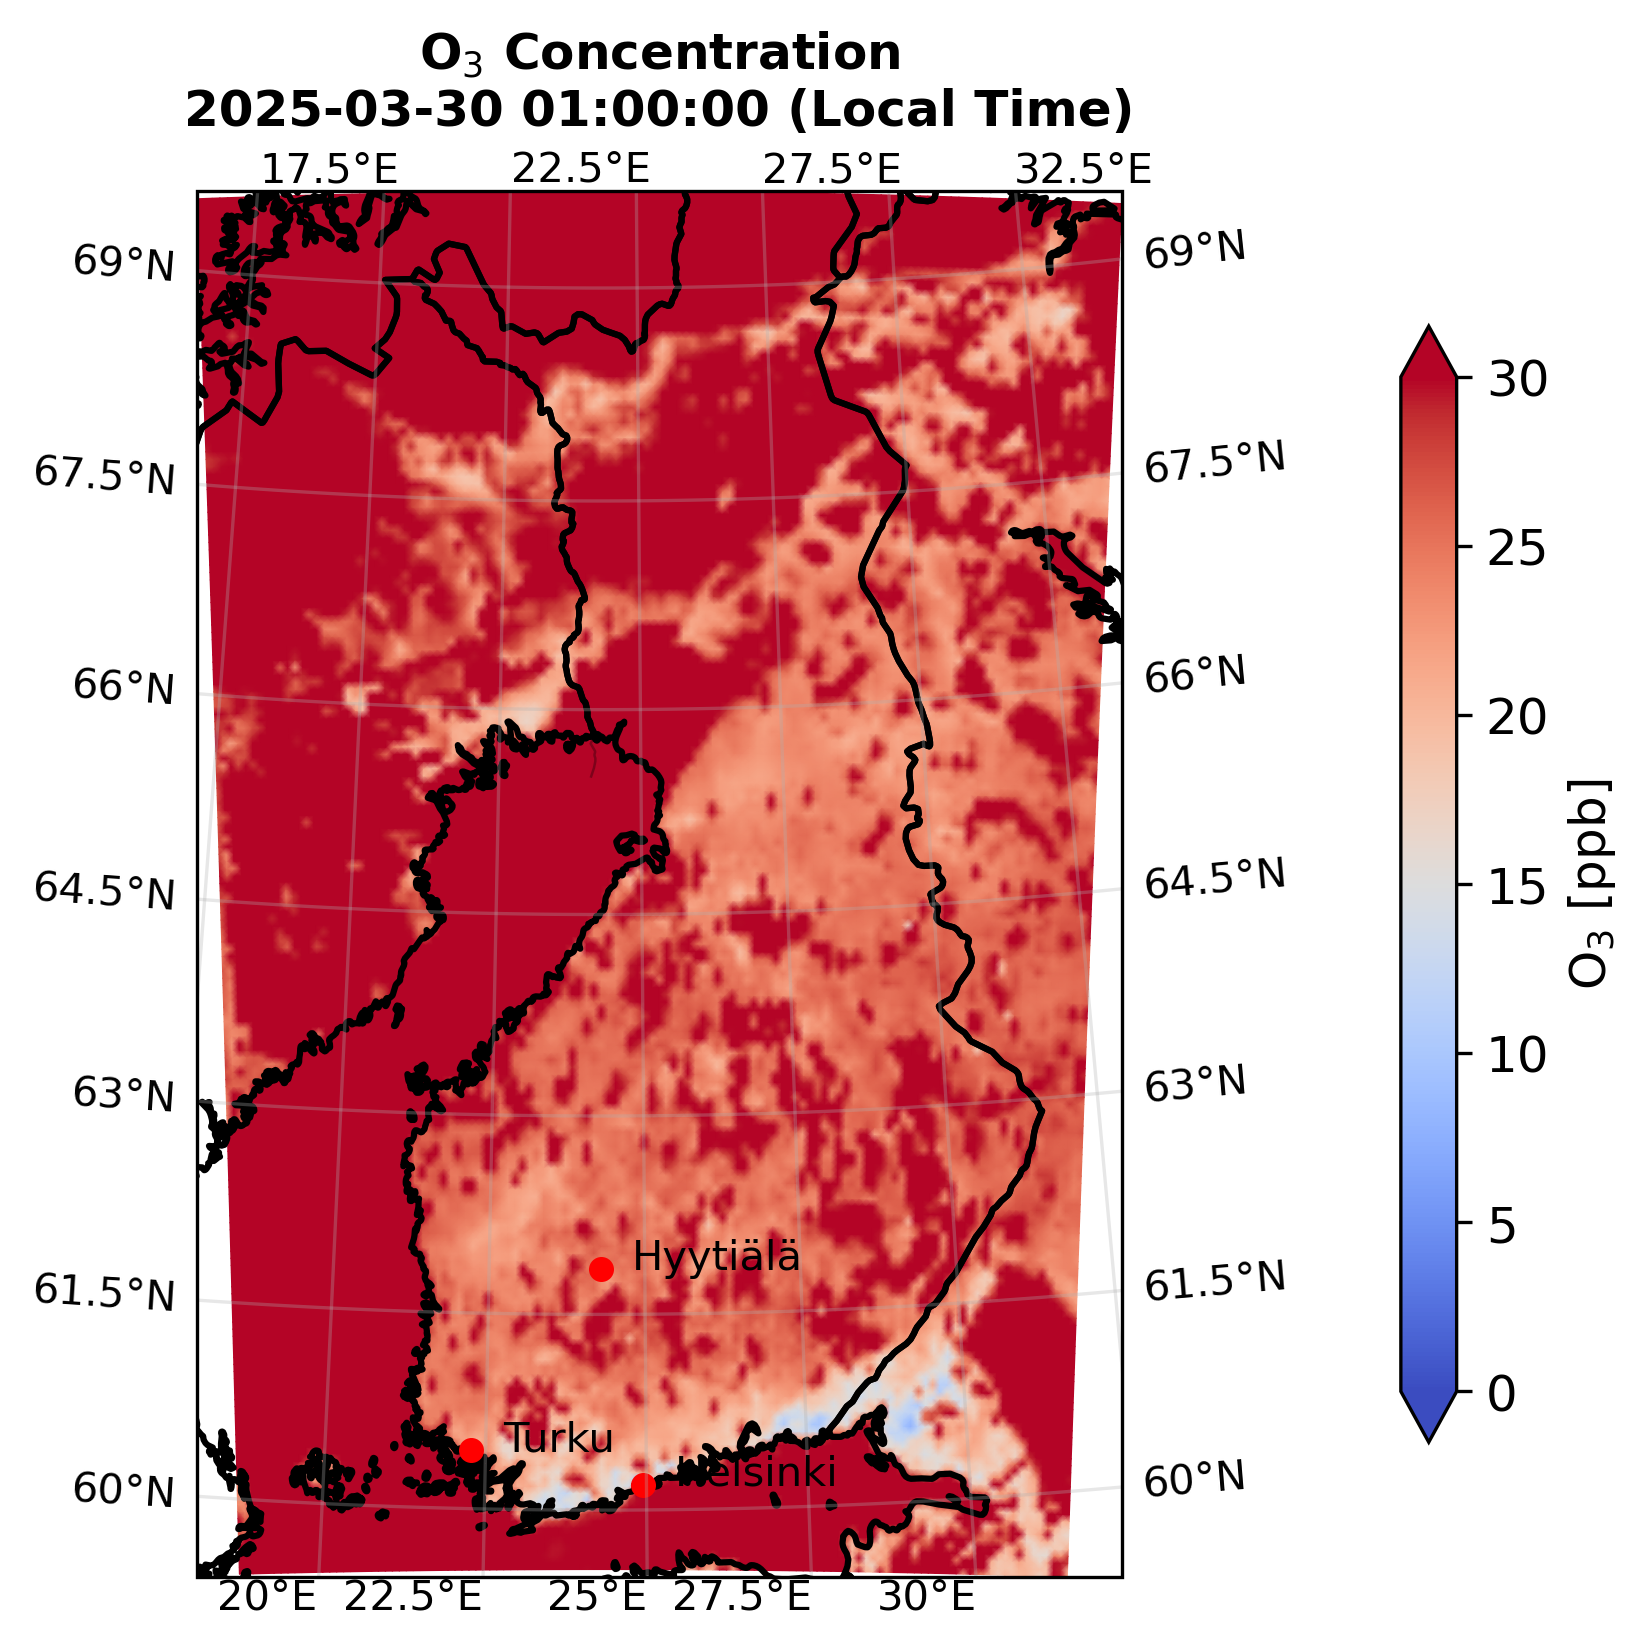 O₃ Concentration
2025-03-30 01:00:00 (Local Time)
17.5°E 22.5°E 27.5°E 32.5°E
69°N 69°N
67.5°N 67.5°N
66°N 66°N
64.5°N 64.5°N
63°N 63°N
61.5°N 61.5°N
60°N 60°N
Hyytiälä
Turku
Helsinki
20°E 22.5°E 25°E 27.5°E 30°E
30
25
20
15
10
5
0
O₃ [ppb]